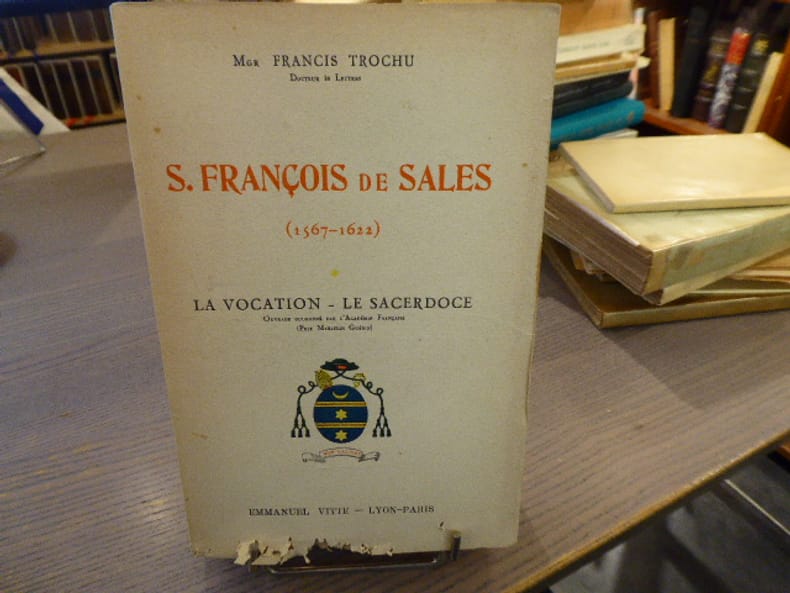 Mgr FRANCIS TROCHU
Docteur ès Lettres
S. FRANÇOIS DE SALES
(1567-1622)
LA VOCATION - LE SACERDOCE
Ouvrage couronné par l'Académie Française
(Prix Marcelin Guérin)
EMMANUEL VITTE — LYON-PARIS